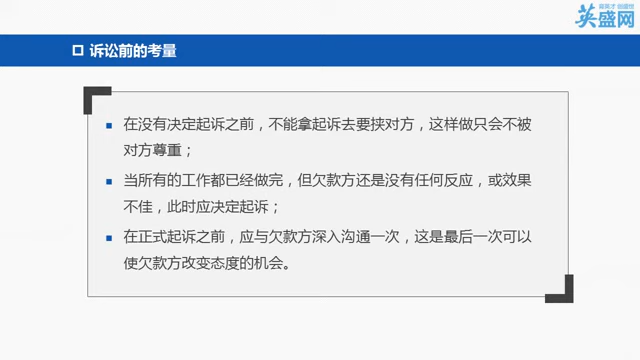 英盛网
诉讼前的考量
在没有决定起诉之前，不能拿起诉去要挟对方，这样做只会不被
对方尊重；
当所有的工作都已经做完，但欠款方还是没有任何反应，或效果
不佳，此时应决定起诉；
在正式起诉之前，应与欠款方深入沟通一次，这是最后一次可以
使欠款方改变态度的机会。